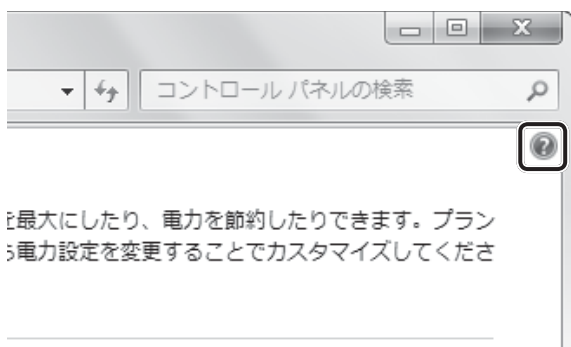 コントロール パネルの検索
を最大にしたり、電力を節約したりできます。プラン
ら電力設定を変更することでカスタマイズしてくださ